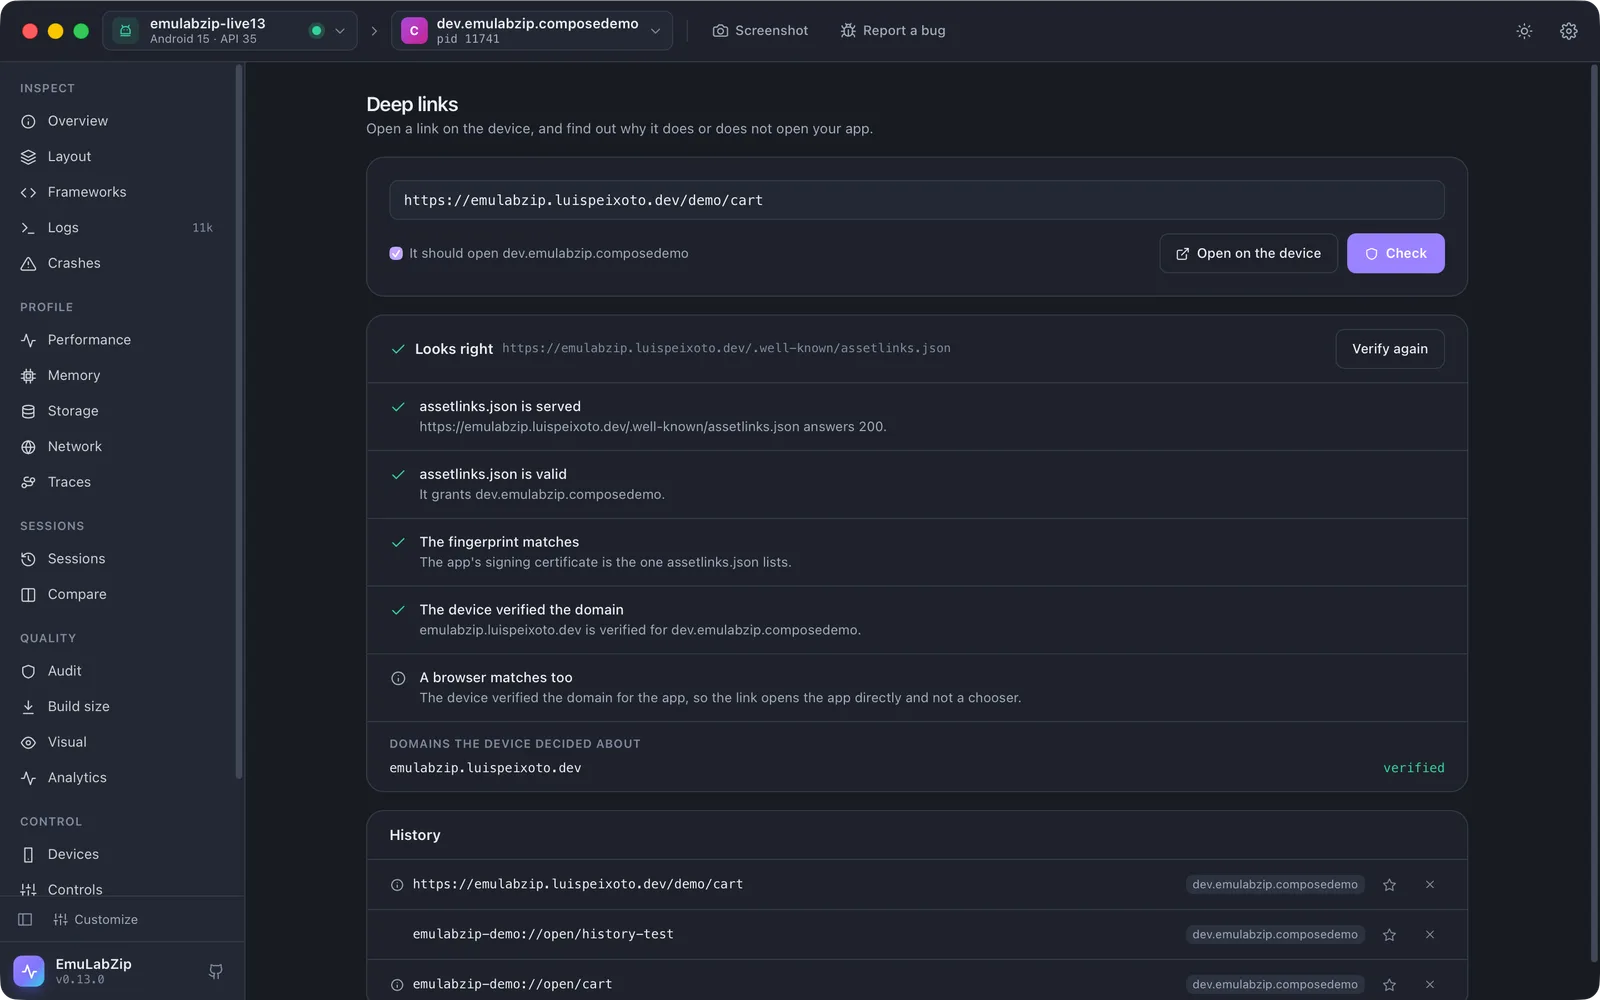 emulabzip-live13
Android 15 · API 35
C
dev.emulabzip.composedemo
pid 11741
Screenshot
Report a bug
INSPECT
Overview
Layout
Frameworks
Logs
11k
Crashes
PROFILE
Performance
Memory
Storage
Network
Traces
SESSIONS
Sessions
Compare
QUALITY
Audit
Build size
Visual
Analytics
CONTROL
Devices
Controls
Customize
EmuLabZip
v0.13.0
Deep links
Open a link on the device, and find out why it does or does not open your app.
https://emulabzip.luispeixoto.dev/demo/cart
It should open dev.emulabzip.composedemo
Open on the device
Check
Looks right https://emulabzip.luispeixoto.dev/.well-known/assetlinks.json
Verify again
assetlinks.json is served
https://emulabzip.luispeixoto.dev/.well-known/assetlinks.json answers 200.
assetlinks.json is valid
It grants dev.emulabzip.composedemo.
The fingerprint matches
The app's signing certificate is the one assetlinks.json lists.
The device verified the domain
emulabzip.luispeixoto.dev is verified for dev.emulabzip.composedemo.
A browser matches too
The device verified the domain for the app, so the link opens the app directly and not a chooser.
DOMAINS THE DEVICE DECIDED ABOUT
emulabzip.luispeixoto.dev
verified
History
https://emulabzip.luispeixoto.dev/demo/cart
dev.emulabzip.composedemo
emulabzip-demo://open/history-test
dev.emulabzip.composedemo
emulabzip-demo://open/cart
dev.emulabzip.composedemo